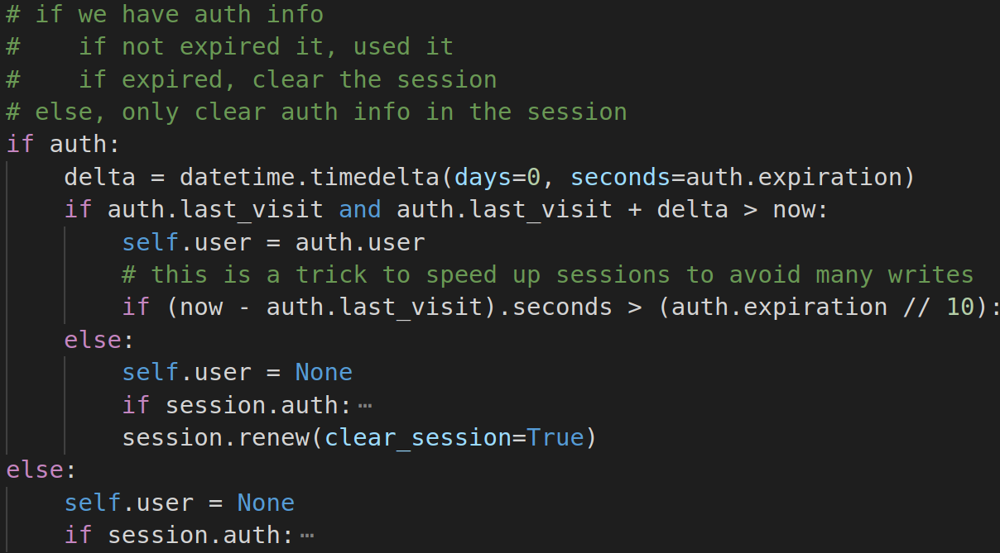 # if we have auth info
#    if not expired it, used it
#    if expired, clear the session
# else, only clear auth info in the session
if auth:
    delta = datetime.timedelta(days=0, seconds=auth.expiration)
    if auth.last_visit and auth.last_visit + delta > now:
        self.user = auth.user
        # this is a trick to speed up sessions to avoid many writes
        if (now - auth.last_visit).seconds > (auth.expiration // 10):
    else:
        self.user = None
        if session.auth:⋯
        session.renew(clear_session=True)
else:
    self.user = None
    if session.auth:⋯